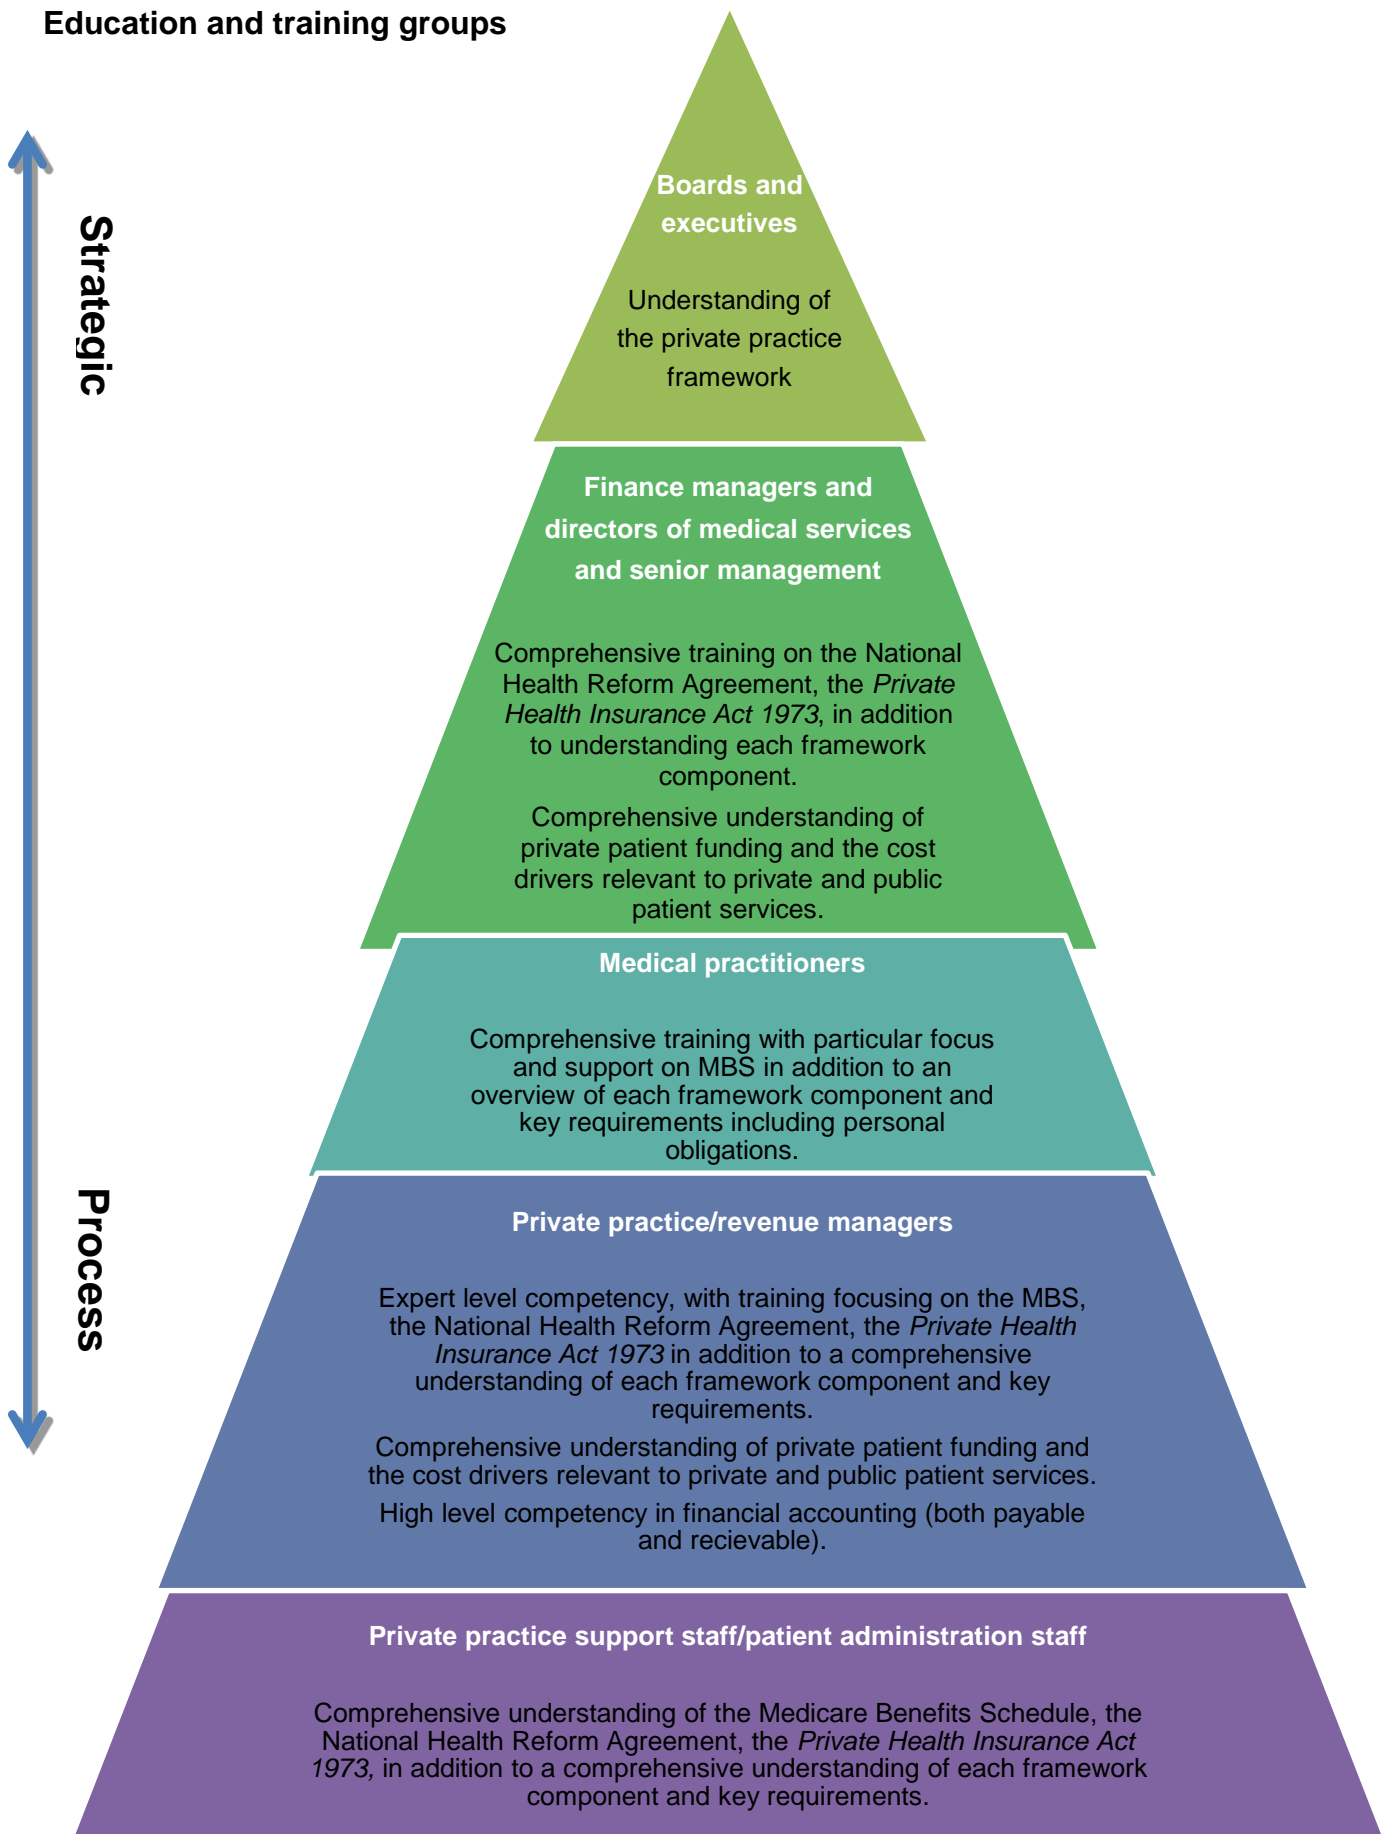 Education and training groups
Strategic
Process
Boards and
executives
Understanding of
the private practice
framework
Finance managers and
directors of medical services
and senior management
Comprehensive training on the National
Health Reform Agreement, the Private
Health Insurance Act 1973, in addition
to understanding each framework
component.
Comprehensive understanding of
private patient funding and the cost
drivers relevant to private and public
patient services.
Medical practitioners
Comprehensive training with particular focus
and support on MBS in addition to an
overview of each framework component and
key requirements including personal
obligations.
Private practice/revenue managers
Expert level competency, with training focusing on the MBS,
the National Health Reform Agreement, the Private Health
Insurance Act 1973 in addition to a comprehensive
understanding of each framework component and key
requirements.
Comprehensive understanding of private patient funding and
the cost drivers relevant to private and public patient services.
High level competency in financial accounting (both payable
and recievable).
Private practice support staff/patient administration staff
Comprehensive understanding of the Medicare Benefits Schedule, the
National Health Reform Agreement, the Private Health Insurance Act
1973, in addition to a comprehensive understanding of each framework
component and key requirements.